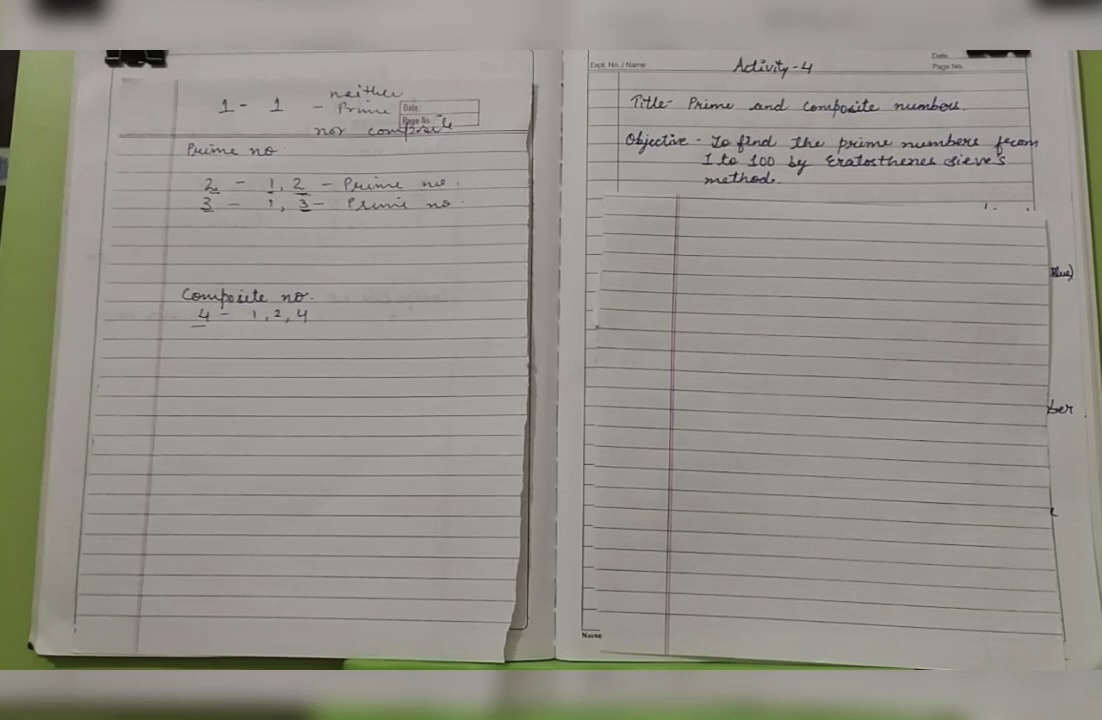 neither
1 - 1 - Prime
nor composite
Date:
Page No.
Prime no
2 - 1, 2 - Prime no.
3 - 1, 3 - Prime no.
Composite no.
4 - 1, 2, 4
Expt. No. / Name
Date
Page No.
Activity - 4
Title - Prime and composite numbers.
Objective - To find the prime numbers from
1 to 100 by Eratosthenes sieve's
method.
Blue)
ber